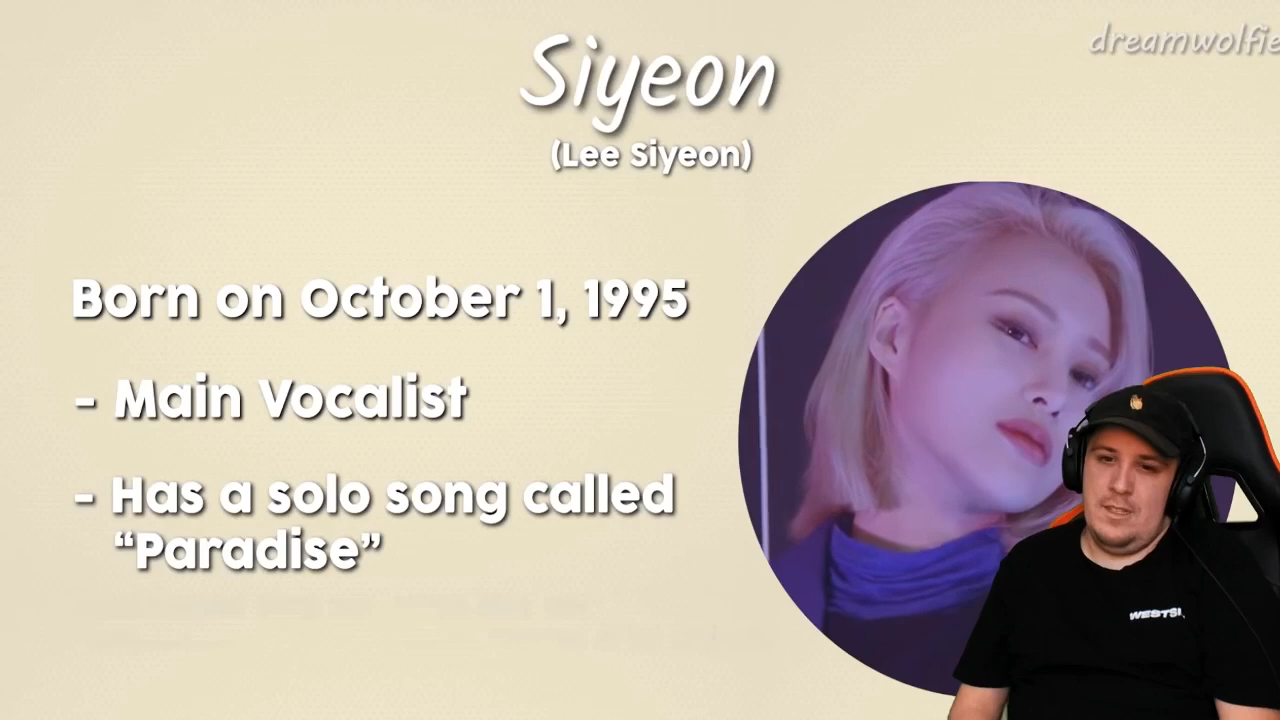 Siyeon
(Lee Siyeon)
dreamwolfie
Born on October 1, 1995
- Main Vocalist
- Has a solo song called
"Paradise"